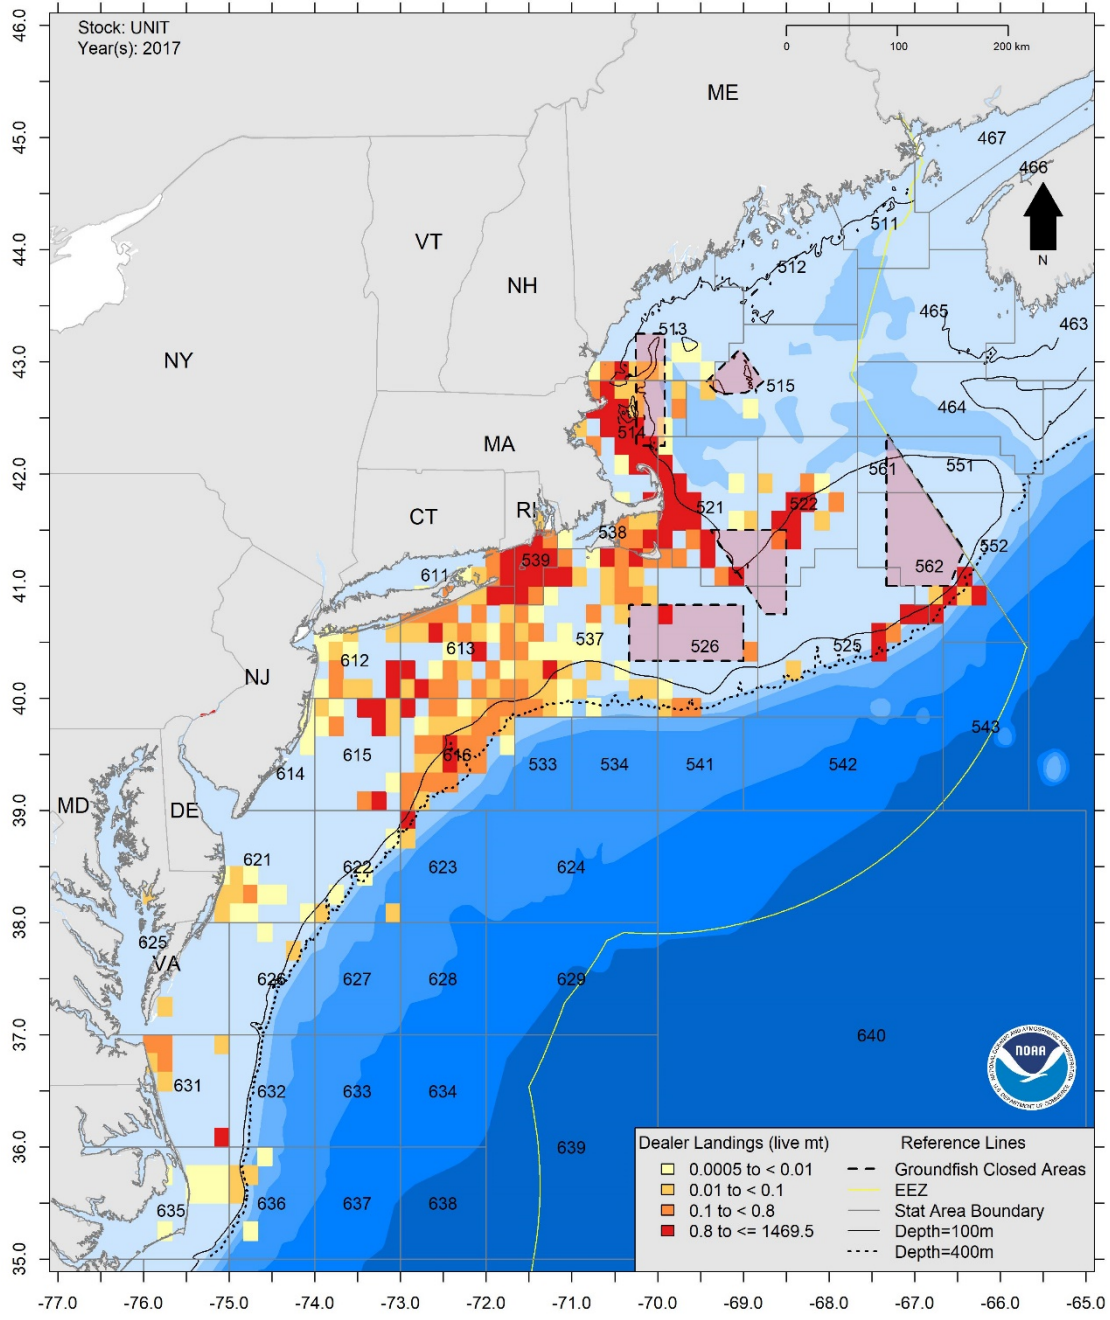 Stock: UNIT
Year(s): 2017
0 100 200 km
46.0
45.0
44.0
43.0
42.0
41.0
40.0
39.0
38.0
37.0
36.0
35.0
ME
467
466
N
511
VT
512
NH
465
463
513
NY
515
464
514
MA
561
551
521
522
RI
CT
538
552
539
562
611
537
526
525
613
612
NJ
543
616
615
533
534
541
542
614
MD
DE
621
622
623
624
625
VA
626
627
628
629
640
NOAA
NATIONAL OCEANIC AND ATMOSPHERIC ADMINISTRATION
U.S. DEPARTMENT OF COMMERCE
631
632
633
634
639
635
636
637
638
Dealer Landings (live mt)
0.0005 to < 0.01
0.01 to < 0.1
0.1 to < 0.8
0.8 to <= 1469.5
Reference Lines
Groundfish Closed Areas
EEZ
Stat Area Boundary
Depth=100m
Depth=400m
-77.0 -76.0 -75.0 -74.0 -73.0 -72.0 -71.0 -70.0 -69.0 -68.0 -67.0 -66.0 -65.0